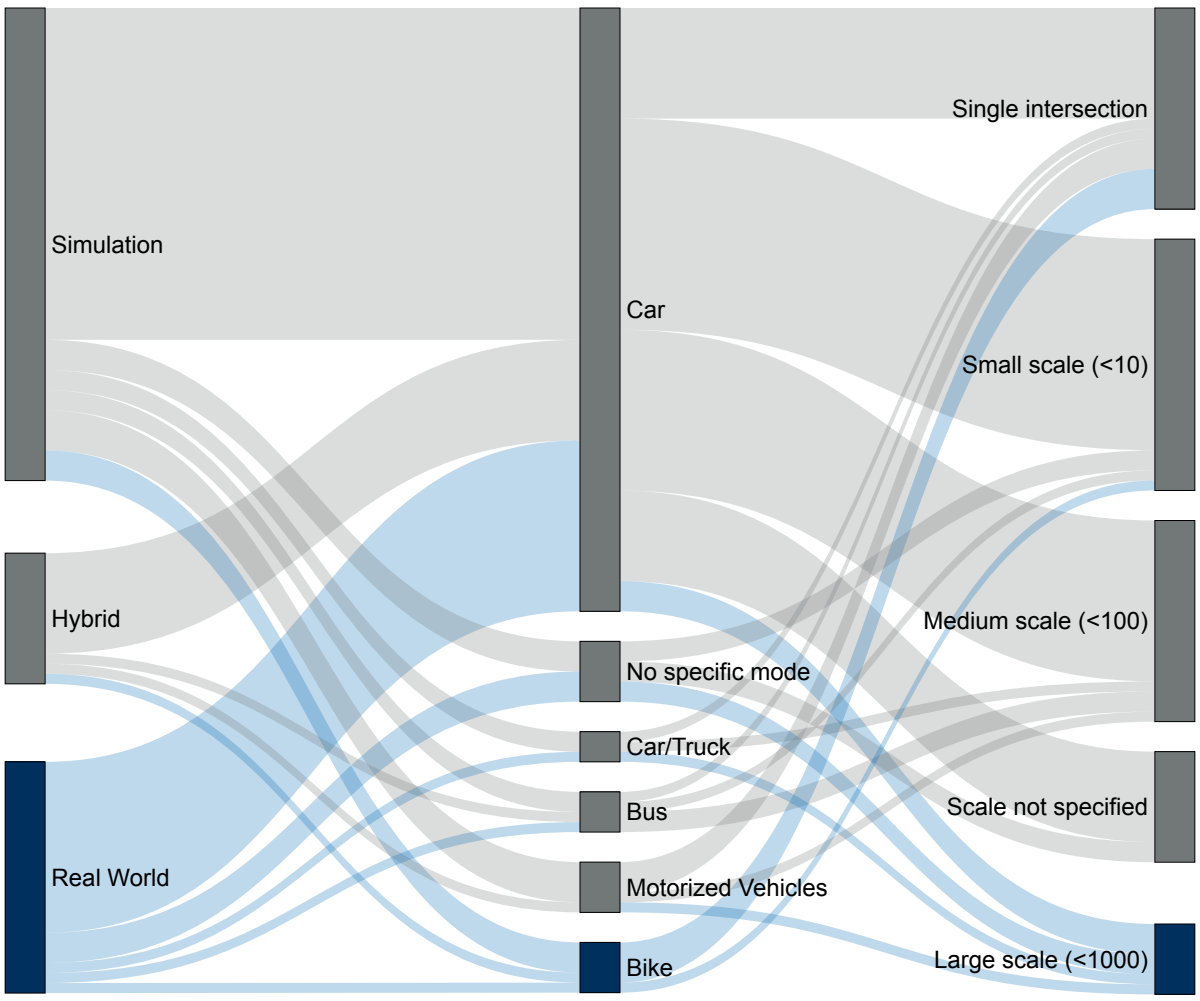 Simulation
Hybrid
Real World
Car
No specific mode
Car/Truck
Bus
Motorized Vehicles
Bike
Single intersection
Small scale (<10)
Medium scale (<100)
Scale not specified
Large scale (<1000)